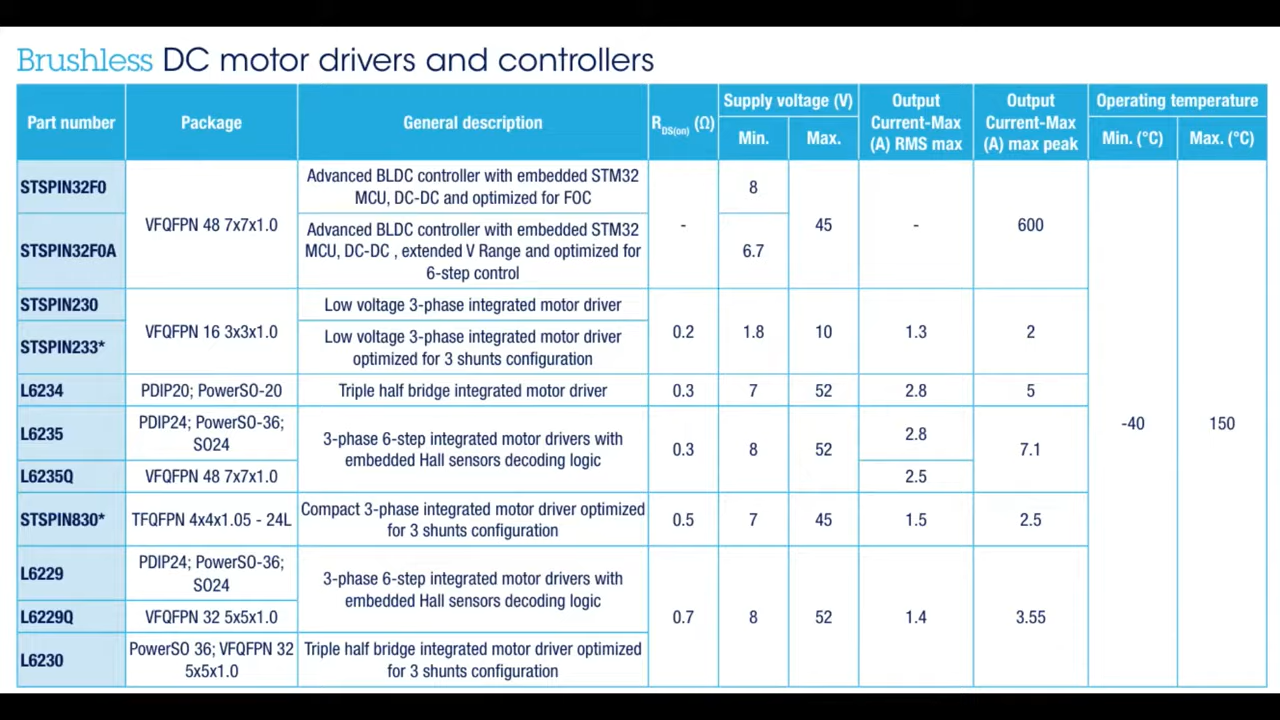 Brushless DC motor drivers and controllers
Part number
Package
General description
RDS(on) (Ω)
Supply voltage (V)
Min.
Max.
Output
Current-Max
(A) RMS max
Output
Current-Max
(A) max peak
Operating temperature
Min. (°C)
Max. (°C)
STSPIN32F0
VFQFPN 48 7x7x1.0
Advanced BLDC controller with embedded STM32
MCU, DC-DC and optimized for FOC
-
8
45
-
600
-40
150
STSPIN32F0A
Advanced BLDC controller with embedded STM32
MCU, DC-DC , extended V Range and optimized for
6-step control
6.7
STSPIN230
VFQFPN 16 3x3x1.0
Low voltage 3-phase integrated motor driver
0.2
1.8
10
1.3
2
STSPIN233*
Low voltage 3-phase integrated motor driver
optimized for 3 shunts configuration
L6234
PDIP20; PowerSO-20
Triple half bridge integrated motor driver
0.3
7
52
2.8
5
L6235
PDIP24; PowerSO-36;
SO24
3-phase 6-step integrated motor drivers with
embedded Hall sensors decoding logic
0.3
8
52
2.8
7.1
L6235Q
VFQFPN 48 7x7x1.0
2.5
STSPIN830*
TFQFPN 4x4x1.05 - 24L
Compact 3-phase integrated motor driver optimized
for 3 shunts configuration
0.5
7
45
1.5
2.5
L6229
PDIP24; PowerSO-36;
SO24
3-phase 6-step integrated motor drivers with
embedded Hall sensors decoding logic
0.7
8
52
1.4
3.55
L6229Q
VFQFPN 32 5x5x1.0
L6230
PowerSO 36; VFQFPN 32
5x5x1.0
Triple half bridge integrated motor driver optimized
for 3 shunts configuration